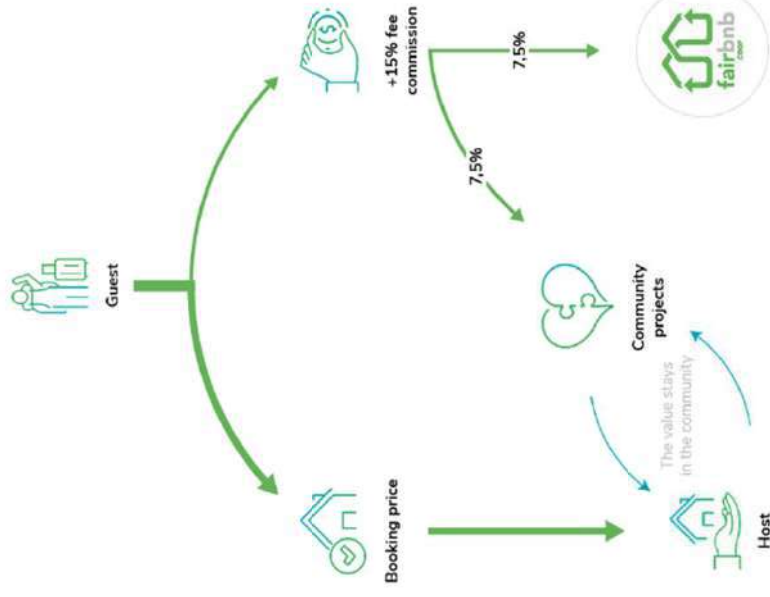 Guest
Booking price
+15% fee
commission
7,5%
7,5%
Community
projects
The value stays
in the community
Host
fairbnb
coop